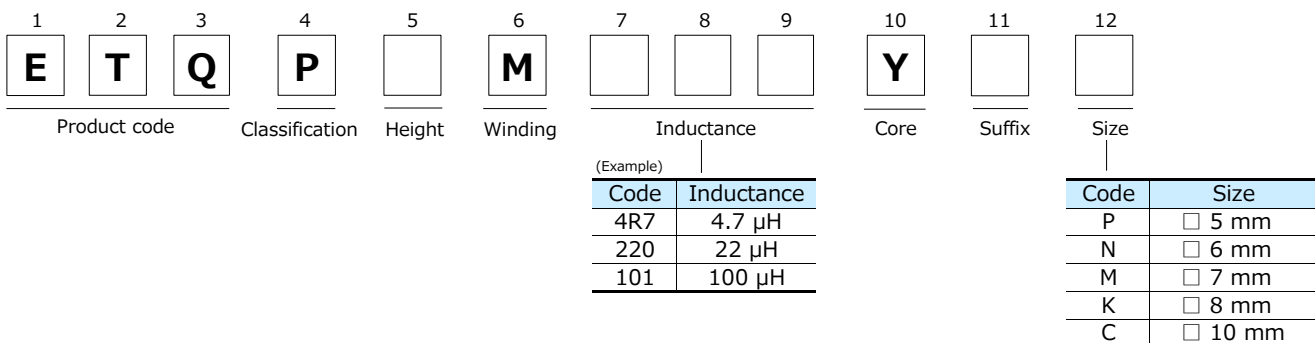 1 2 3 4 5 6 7 8 9 10 11 12
E T Q P M Y
Product code Classification Height Winding Inductance Core Suffix Size
(Example)
Code Inductance
4R7 4.7 µH
220 22 µH
101 100 µH
Code Size
P □ 5 mm
N □ 6 mm
M □ 7 mm
K □ 8 mm
C □ 10 mm